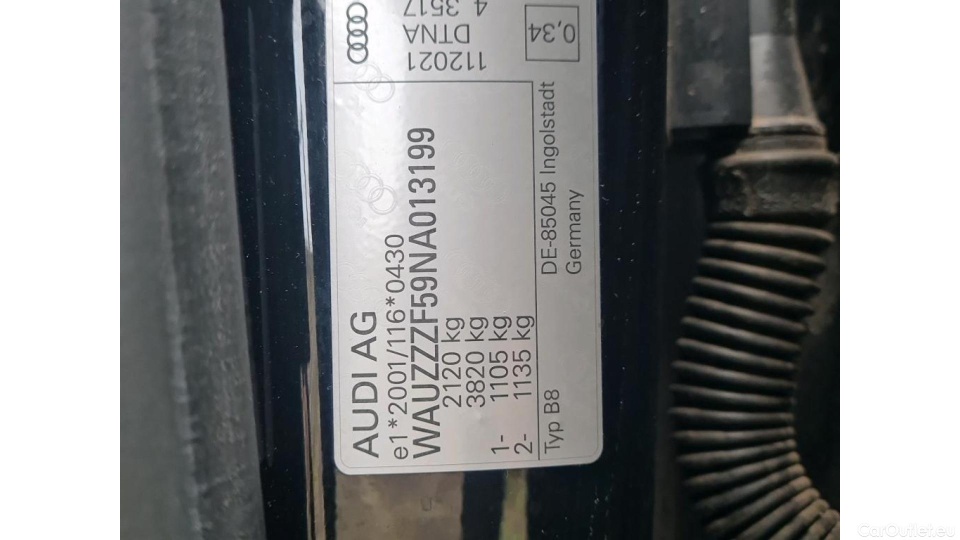 AUDI AG
e1*2001/116*0430
WAUZZZF59NA013199
2120 kg
3820 kg
1- 1105 kg
2- 1135 kg
Typ B8
DE-85045 Ingolstadt
Germany
112021
DTNA
4 3517
0,34
CarOutlet.eu